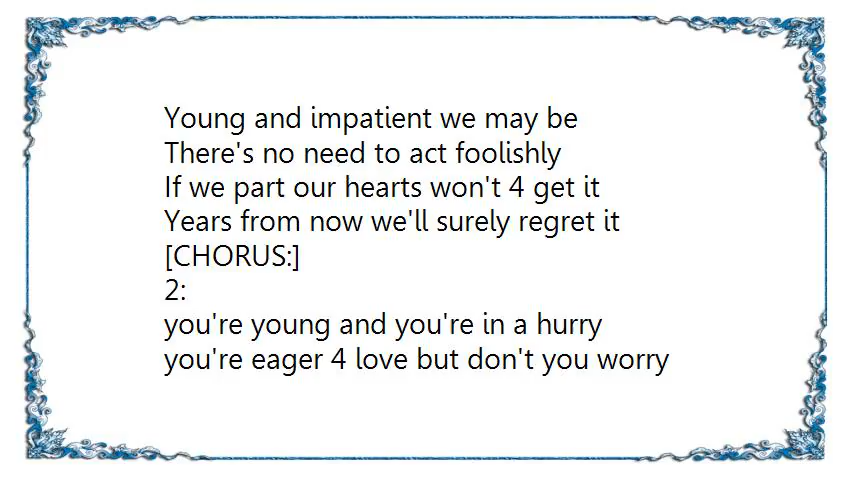 Young and impatient we may be
There's no need to act foolishly
If we part our hearts won't 4 get it
Years from now we'll surely regret it
[CHORUS:]
2:
you're young and you're in a hurry
you're eager 4 love but don't you worry